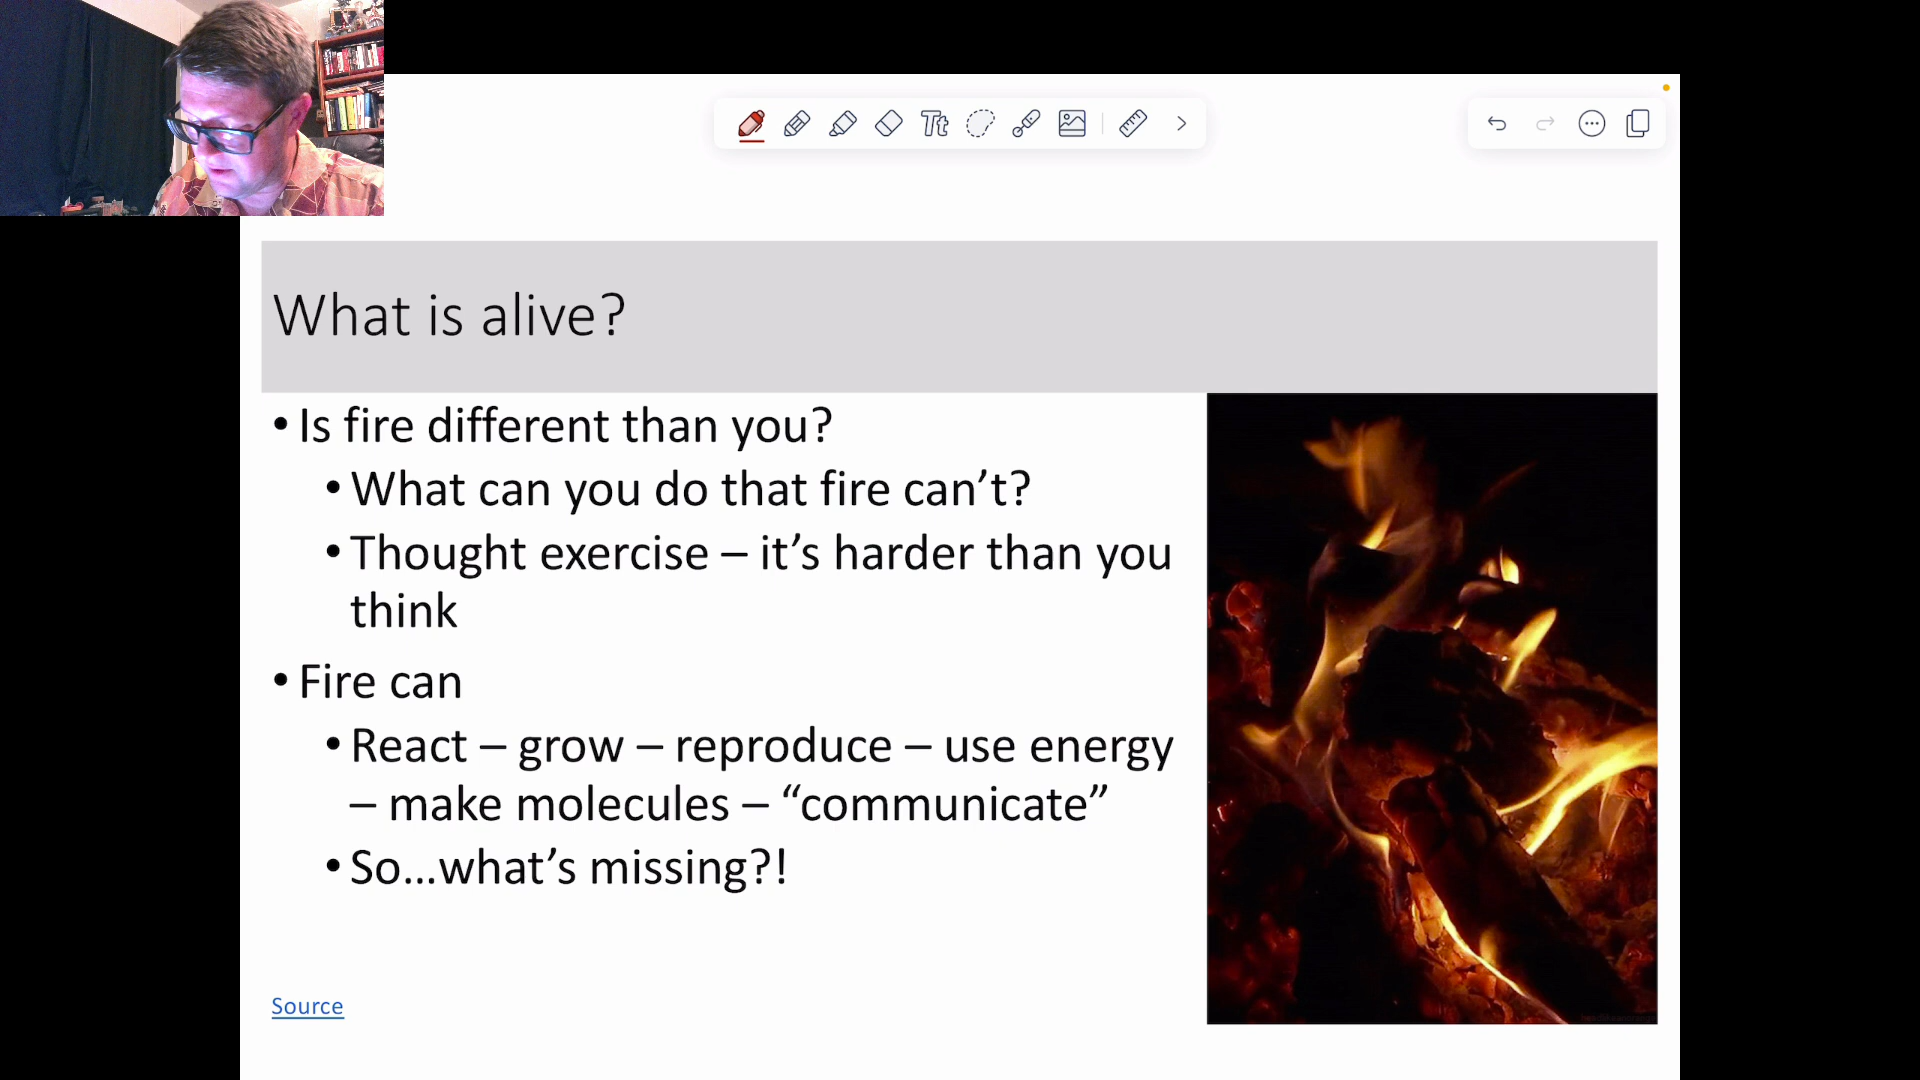 Tt
What is alive?
• Is fire different than you?
• What can you do that fire can’t?
• Thought exercise – it’s harder than you
think
• Fire can
• React – grow – reproduce – use energy
– make molecules – “communicate”
• So…what’s missing?!
Source